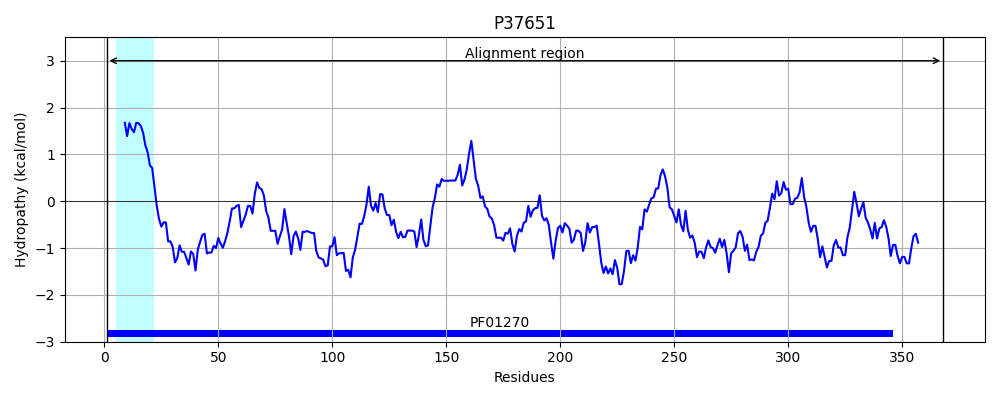 P37651
Alignment region
3
2
1
0
−1
−2
−3
Hydropathy (kcal/mol)
PF01270
0 50 100 150 200 250 300 350
Residues